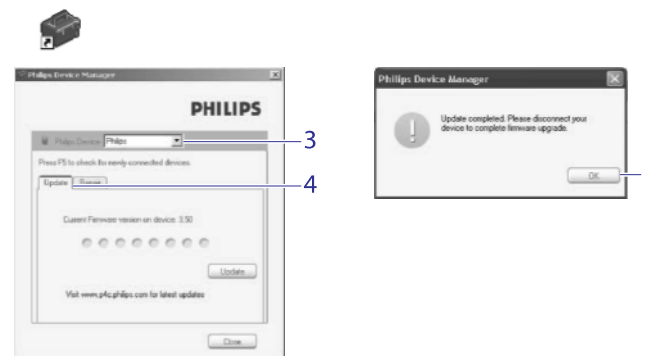 Philips Device Manager
PHILIPS
Philips Device Philips
3
Press F5 to check for newly connected devices.
Update Repair
4
Current Firmware version on device: 3.50
Update
Visit www.p4c.philips.com for latest updates
Close
Philips Device Manager
Update completed. Please disconnect your
device to complete firmware upgrade.
OK